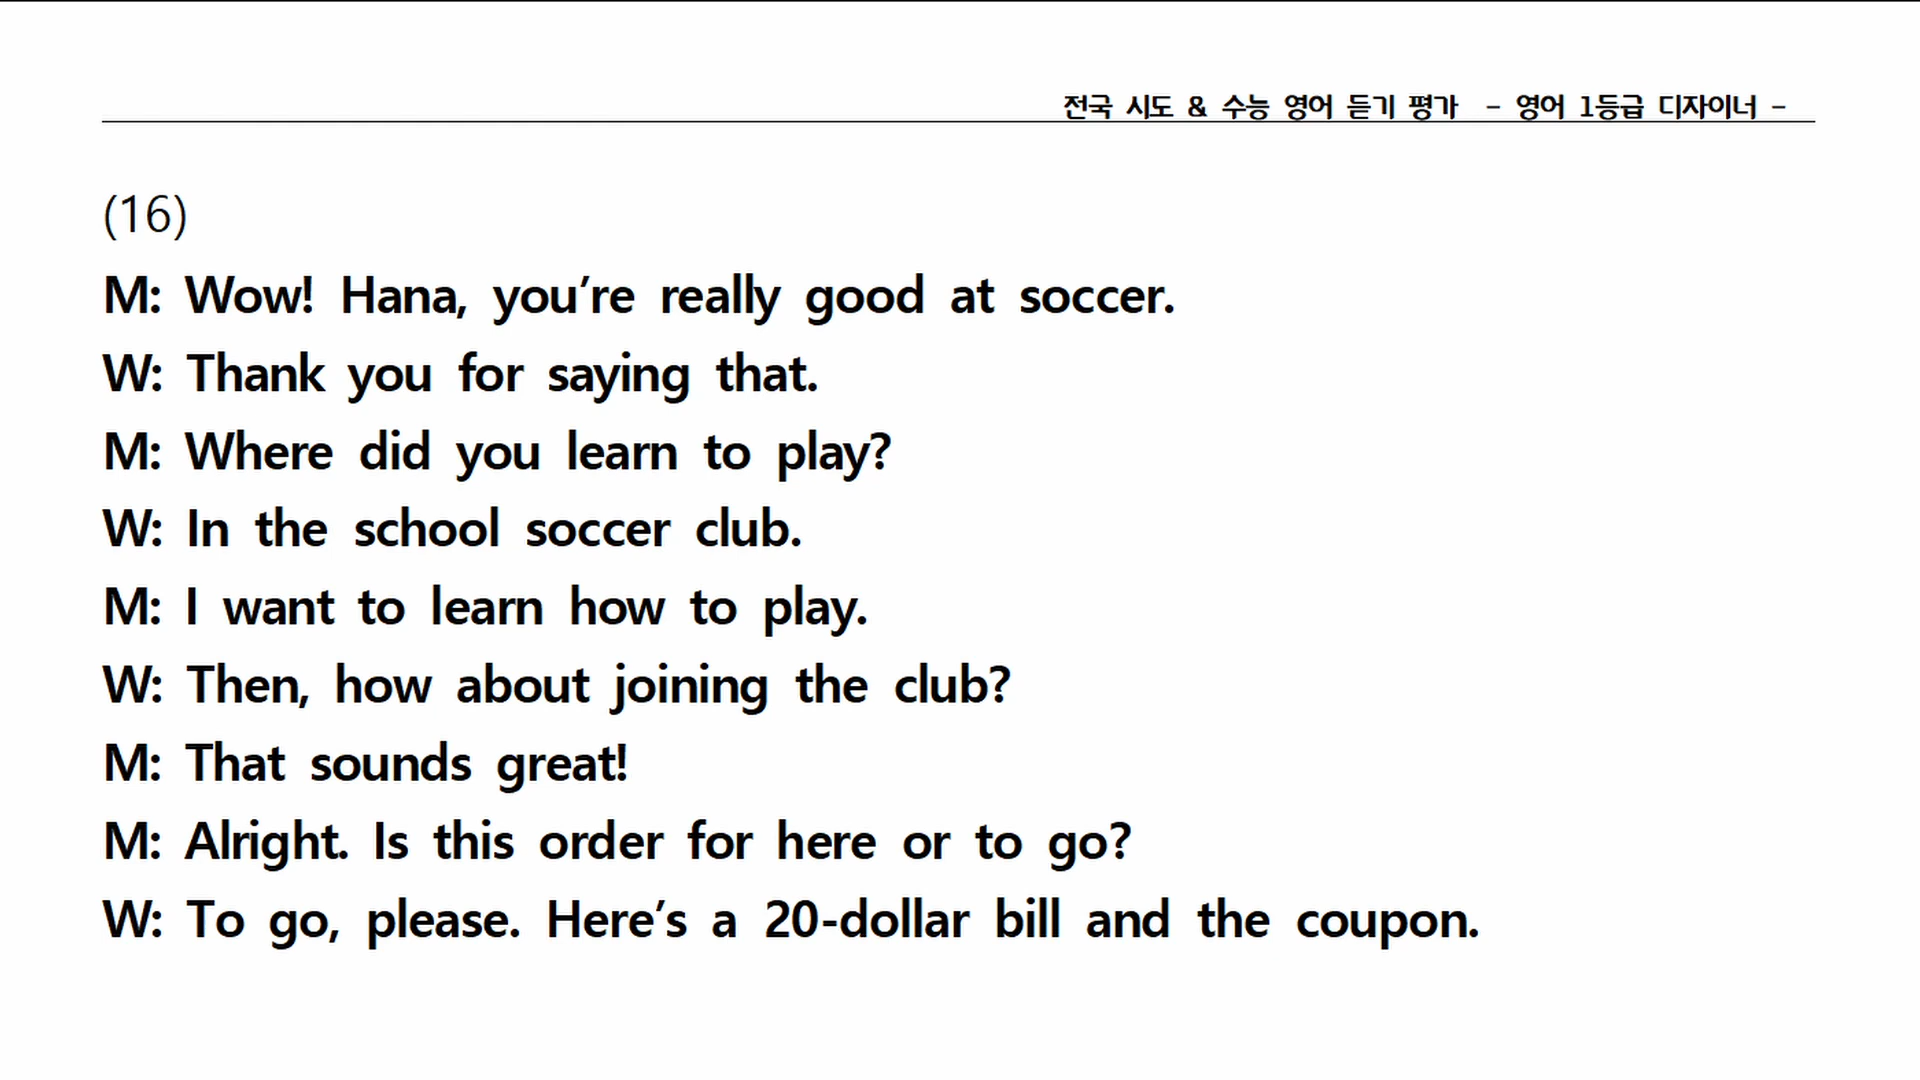 전국 시도 & 수능 영어 듣기 평가 - 영어 1등급 디자이너 -
(16)
M: Wow! Hana, you’re really good at soccer.
W: Thank you for saying that.
M: Where did you learn to play?
W: In the school soccer club.
M: I want to learn how to play.
W: Then, how about joining the club?
M: That sounds great!
M: Alright. Is this order for here or to go?
W: To go, please. Here’s a 20-dollar bill and the coupon.